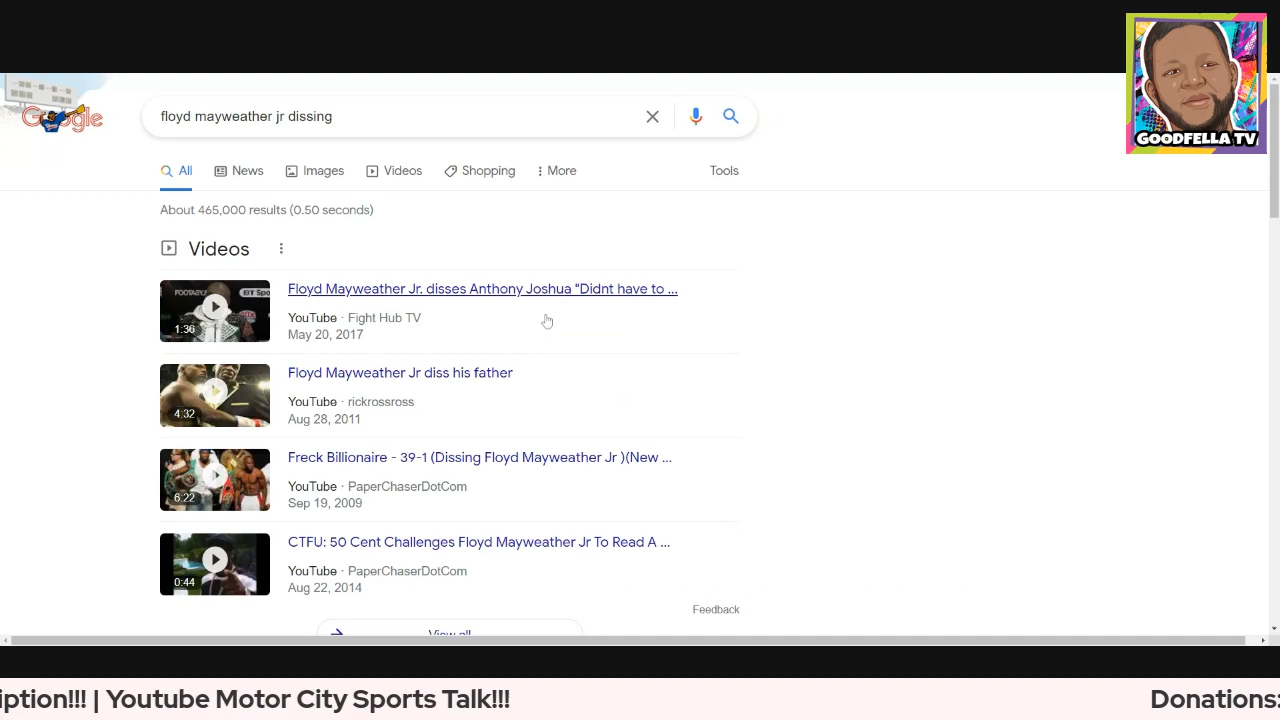 GOODFELLA TV
Google
floyd mayweather jr dissing
All
News
Images
Videos
Shopping
More
Tools
About 465,000 results (0.50 seconds)
Videos
Floyd Mayweather Jr. disses Anthony Joshua "Didnt have to ...
YouTube · Fight Hub TV
May 20, 2017
1:36
Floyd Mayweather Jr diss his father
YouTube · rickrossross
Aug 28, 2011
4:32
Freck Billionaire - 39-1 (Dissing Floyd Mayweather Jr )(New ...
YouTube · PaperChaserDotCom
Sep 19, 2009
6:22
CTFU: 50 Cent Challenges Floyd Mayweather Jr To Read A ...
YouTube · PaperChaserDotCom
Aug 22, 2014
0:44
Feedback
View all
iption!!! | Youtube Motor City Sports Talk!!!
Donations: